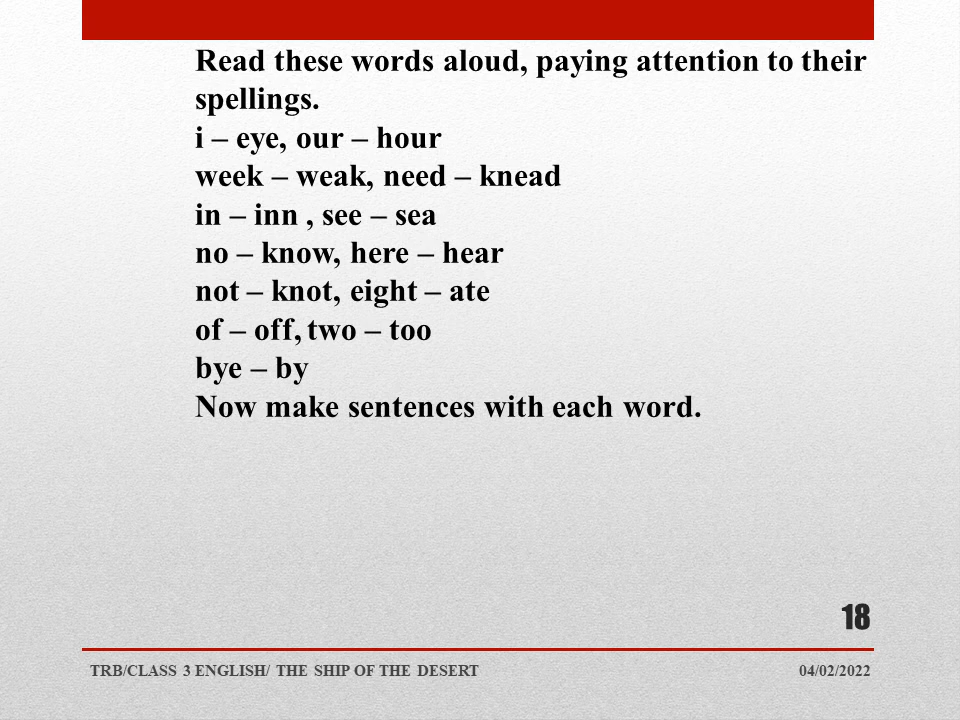 Read these words aloud, paying attention to their
spellings.
i – eye, our – hour
week – weak, need – knead
in – inn , see – sea
no – know, here – hear
not – knot, eight – ate
of – off, two – too
bye – by
Now make sentences with each word.
18
TRB/CLASS 3 ENGLISH/ THE SHIP OF THE DESERT 04/02/2022